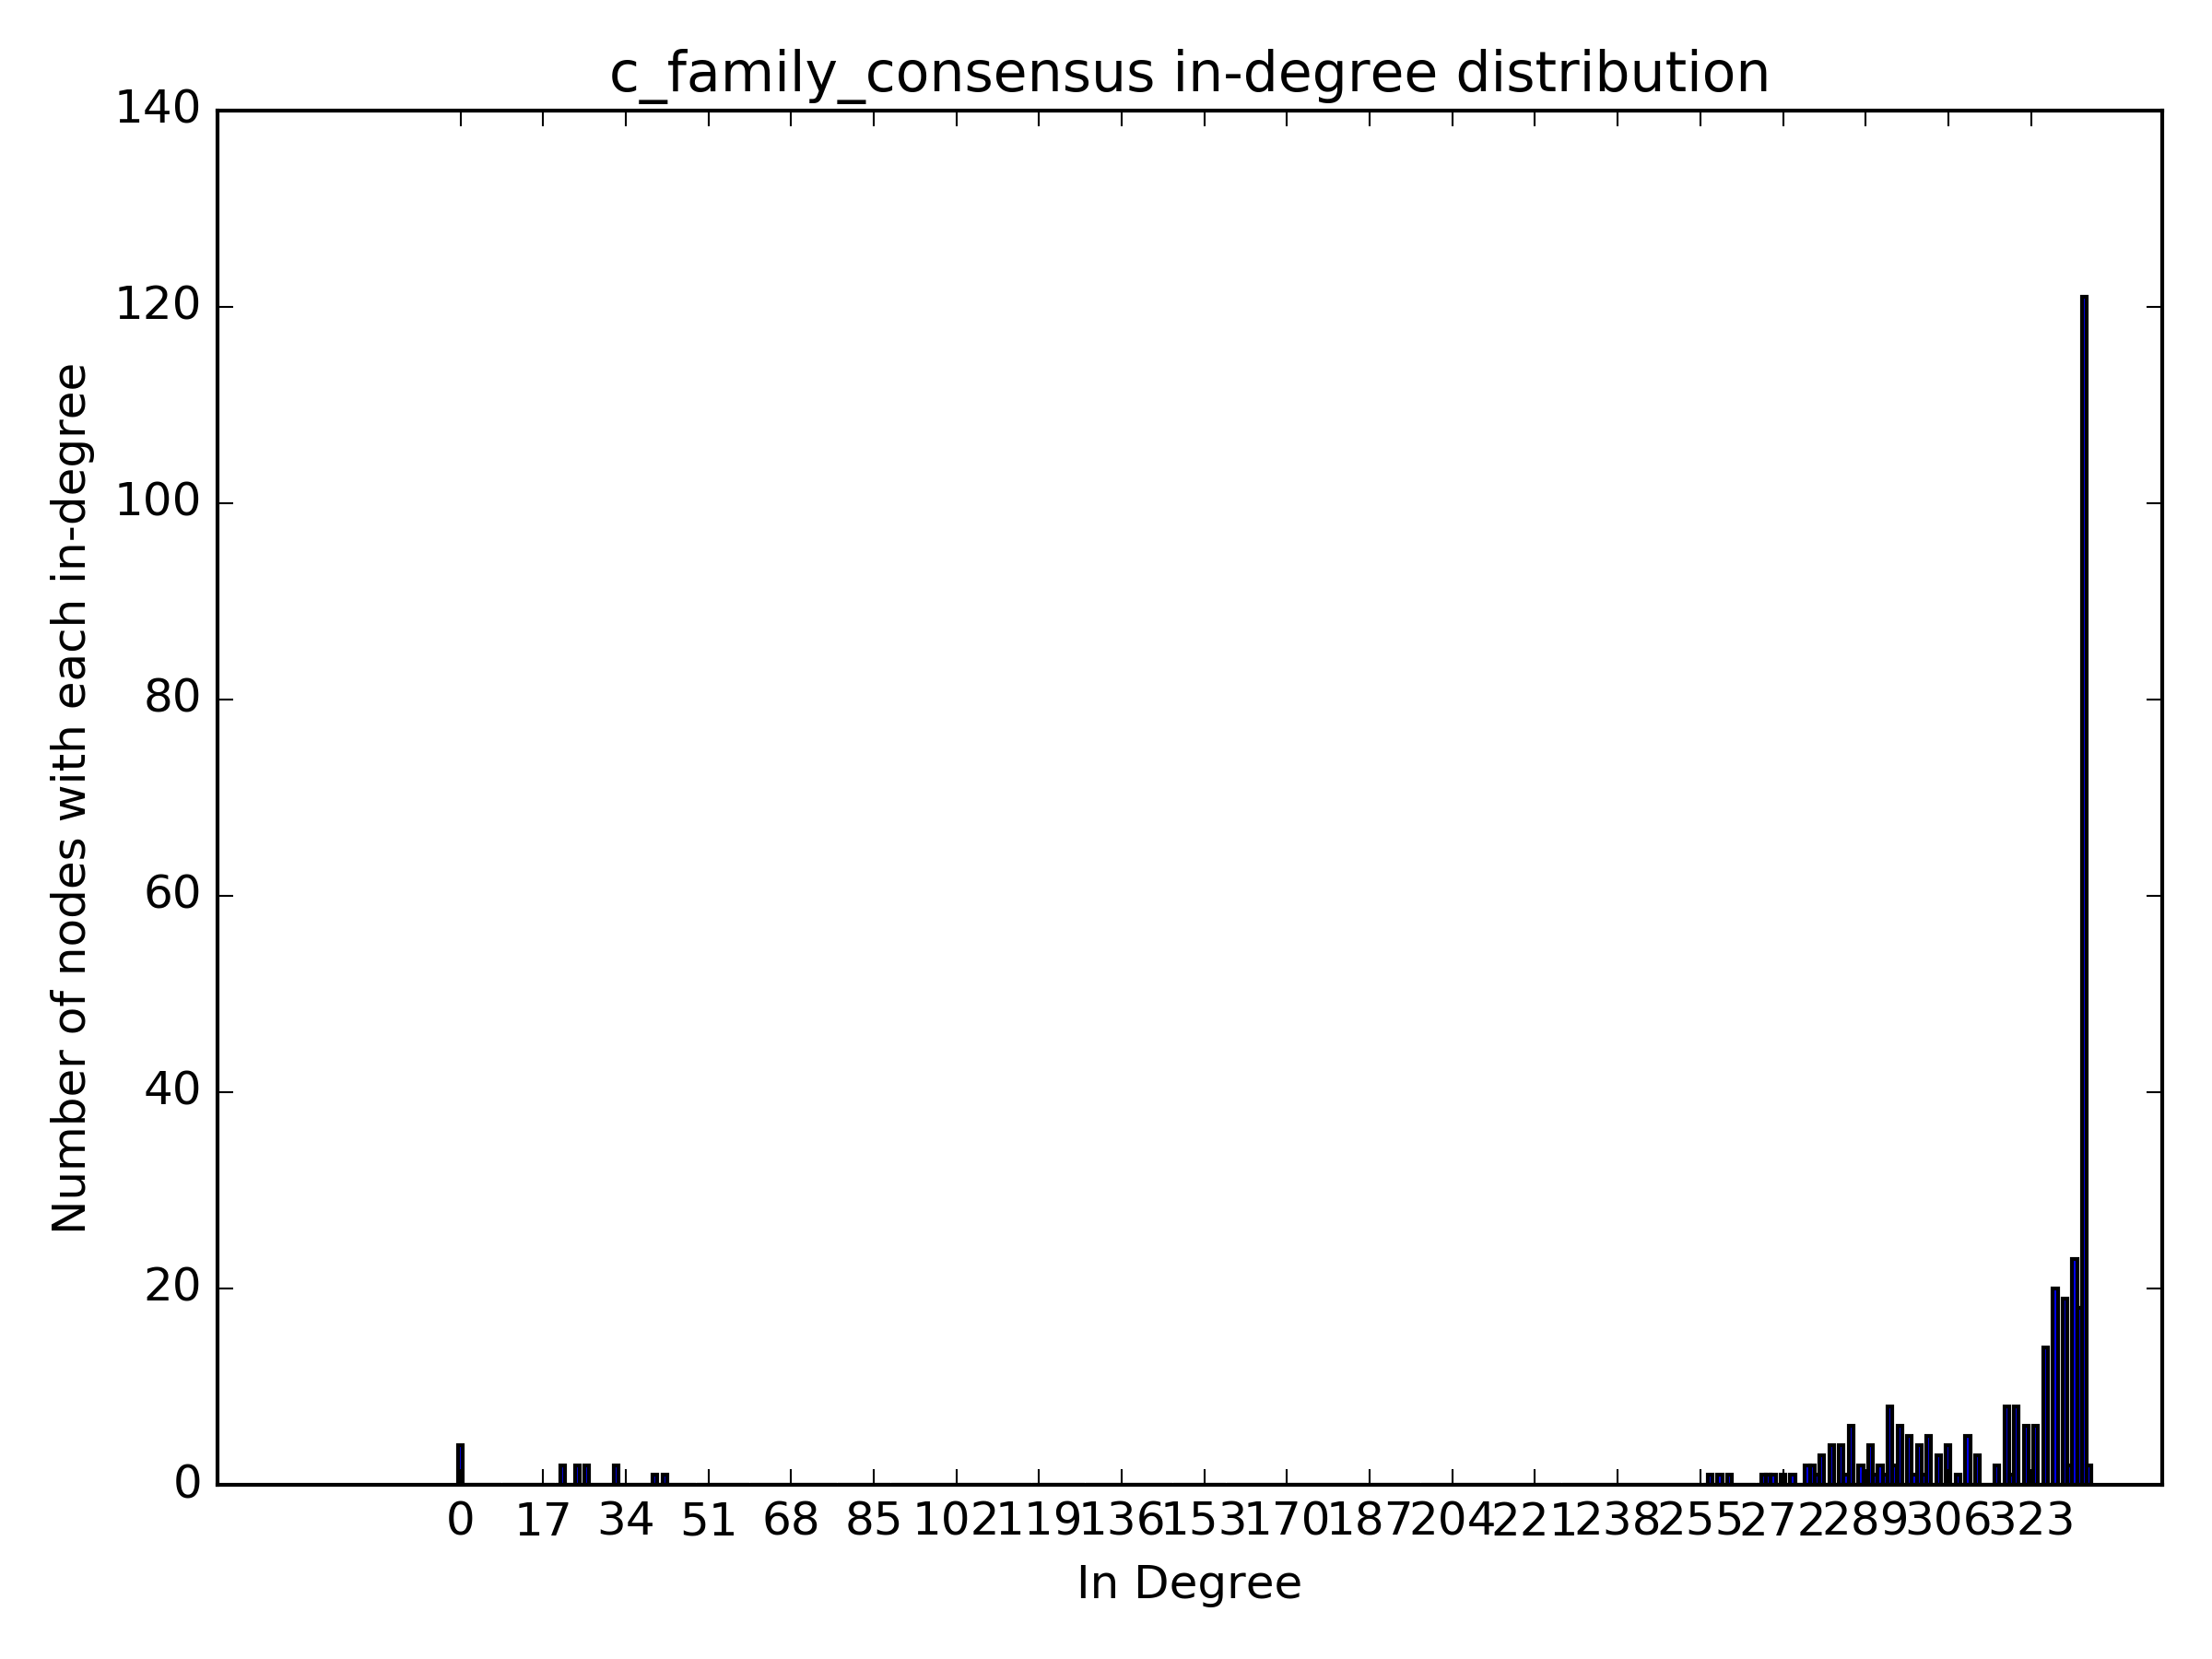 c_family_consensus in-degree distribution
140
120
100
80
60
40
20
0
Number of nodes with each in-degree
0 17 34 51 68 85 102 119 136 153 170 187 204 221 238 255 272 289 306 323
In Degree